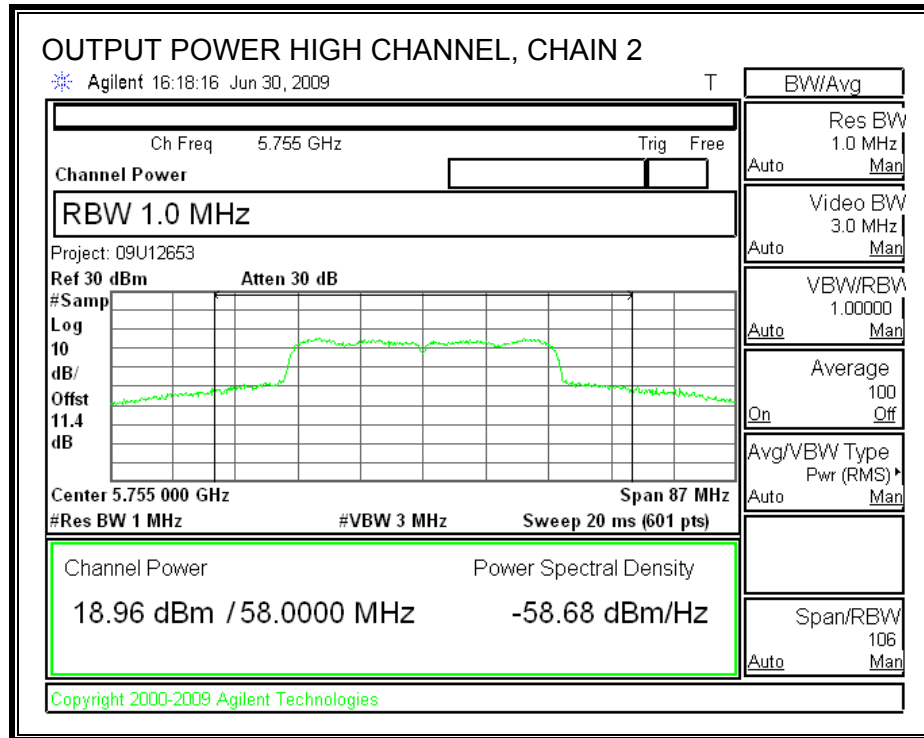 OUTPUT POWER HIGH CHANNEL, CHAIN 2
Agilent 16:18:16 Jun 30, 2009 T
Ch Freq 5.755 GHz Trig Free
Channel Power
RBW 1.0 MHz
Project: 09U12653
Ref 30 dBm Atten 30 dB
#Samp
Log
10
dB/
Offst
11.4
dB
Center 5.755 000 GHz Span 87 MHz
#Res BW 1 MHz #VBW 3 MHz Sweep 20 ms (601 pts)
Channel Power Power Spectral Density
18.96 dBm / 58.0000 MHz -58.68 dBm/Hz
Copyright 2000-2009 Agilent Technologies
BW/Avg
Res BW
1.0 MHz
Auto Man
Video BW
3.0 MHz
Auto Man
VBW/RBW
1.00000
Auto Man
Average
100
On Off
Avg/VBW Type
Pwr (RMS)
Auto Man
Span/RBW
106
Auto Man